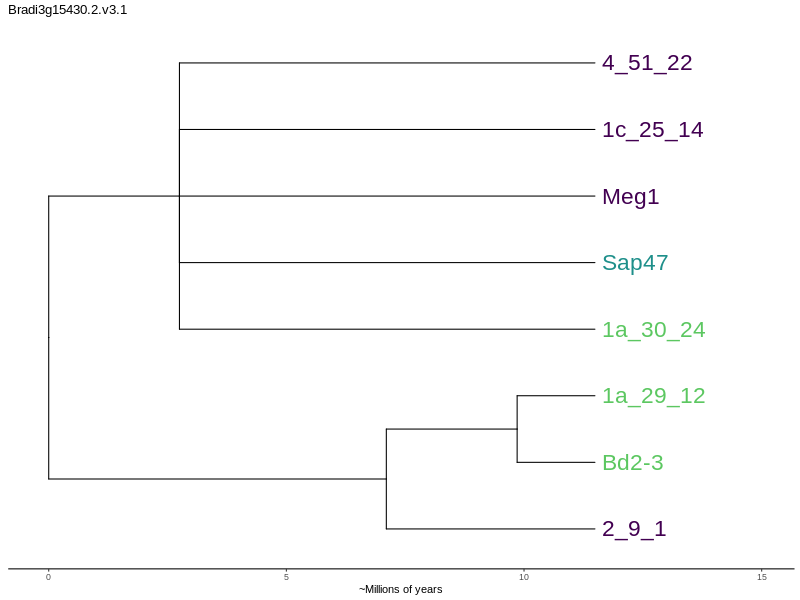 Bradi3g15430.2.v3.1
4_51_22
1c_25_14
Meg1
Sap47
1a_30_24
1a_29_12
Bd2-3
2_9_1
0 5 10 15
~Millions of years